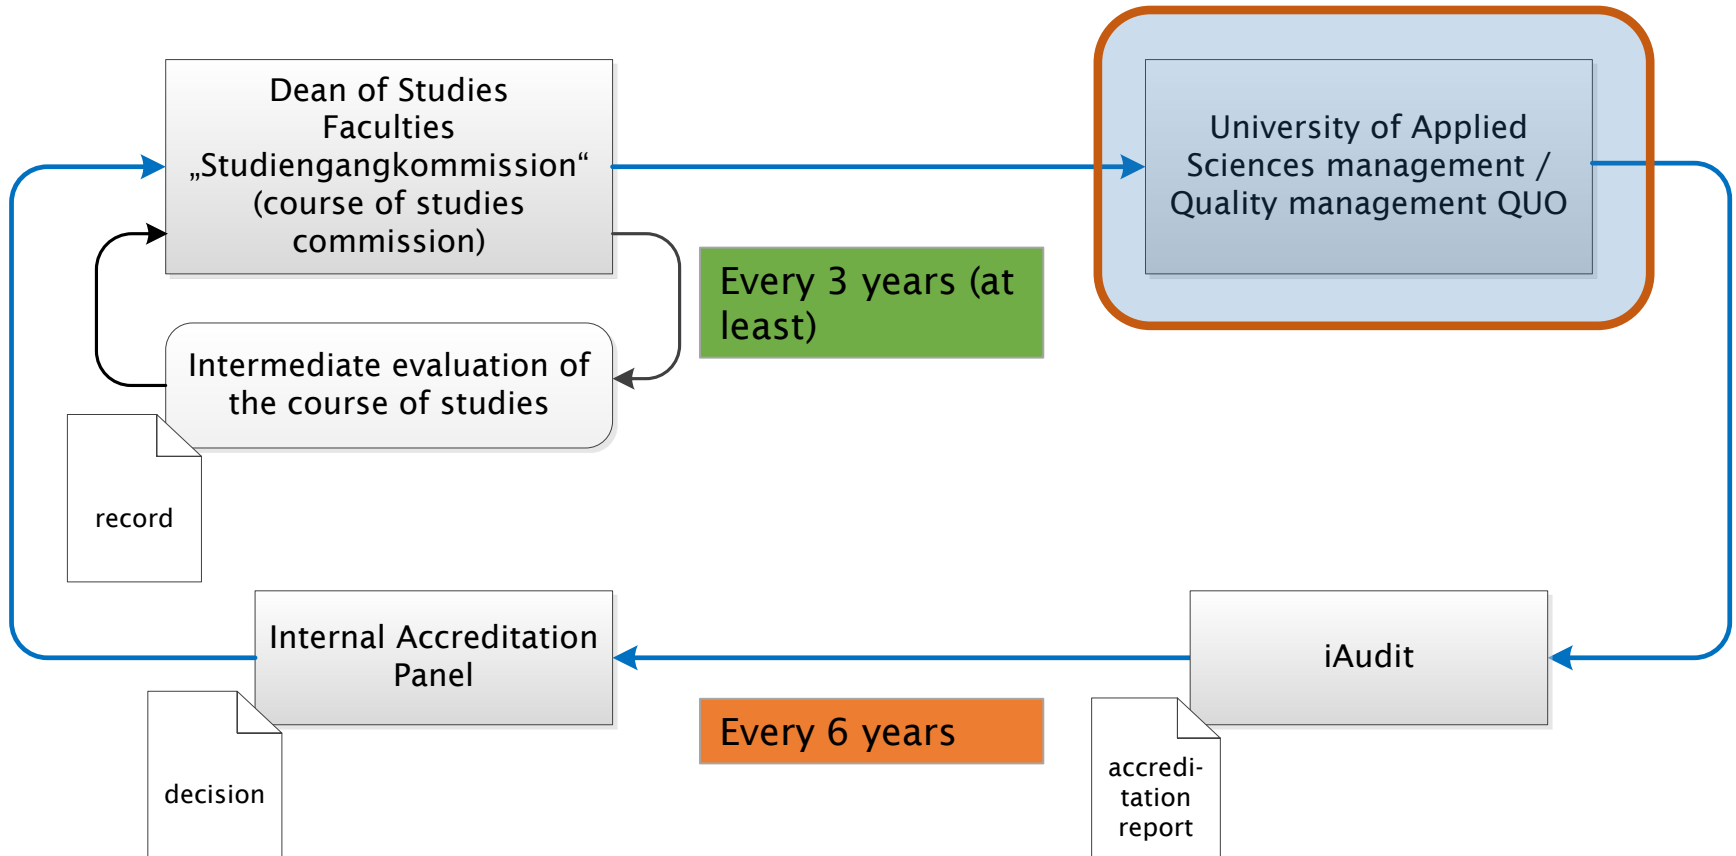 Dean of Studies
Faculties
„Studiengangkommission“
(course of studies
commission)
University of Applied
Sciences management /
Quality management QUO
Every 3 years (at
least)
Intermediate evaluation of
the course of studies
record
Internal Accreditation
Panel
iAudit
Every 6 years
decision
accredi-
tation
report